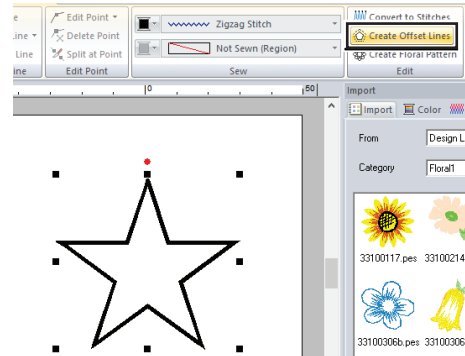 e Edit Point Zigzag Stitch Convert to Stitches
Line Delete Point Create Offset Lines
Line Split at Point Not Sewn (Region) Create Floral Pattern
ine Edit Point Sew Edit
0 50
Import
Import Color
From Design L
Category Floral1
33100117.pes 33100214
33100306b.pes 33100306